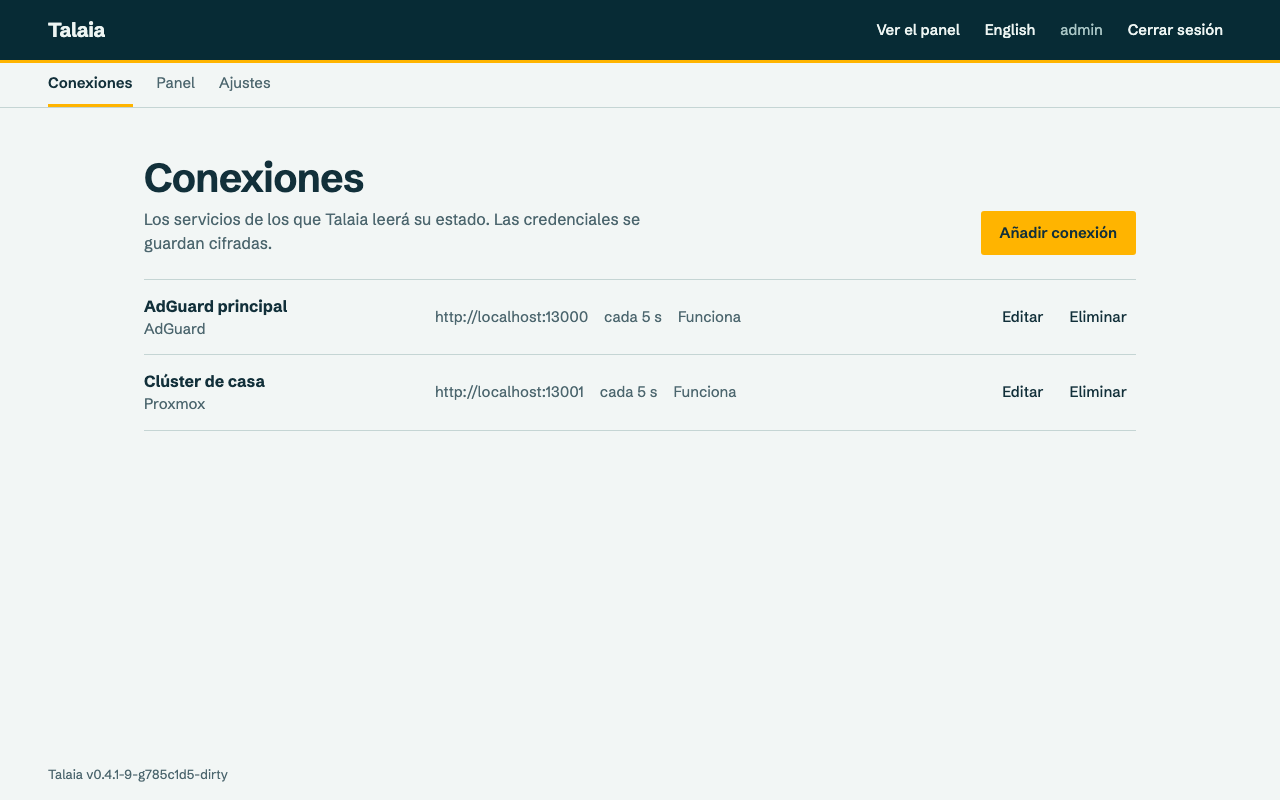 Talaia
Ver el panel English admin Cerrar sesión
Conexiones Panel Ajustes
Conexiones
Los servicios de los que Talaia leerá su estado. Las credenciales se
guardan cifradas.
Añadir conexión
AdGuard principal
AdGuard
http://localhost:13000 cada 5 s Funciona
Editar Eliminar
Clúster de casa
Proxmox
http://localhost:13001 cada 5 s Funciona
Editar Eliminar
Talaia v0.4.1-9-g785c1d5-dirty